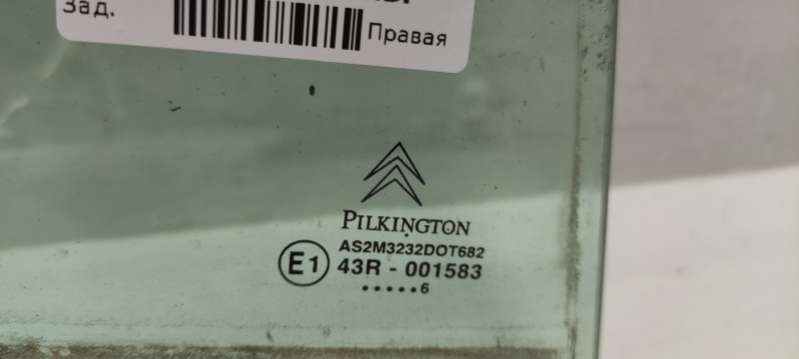 Зад.
Правая
PILKINGTON
AS2M3232DOT682
E1
43R - 001583
.....6